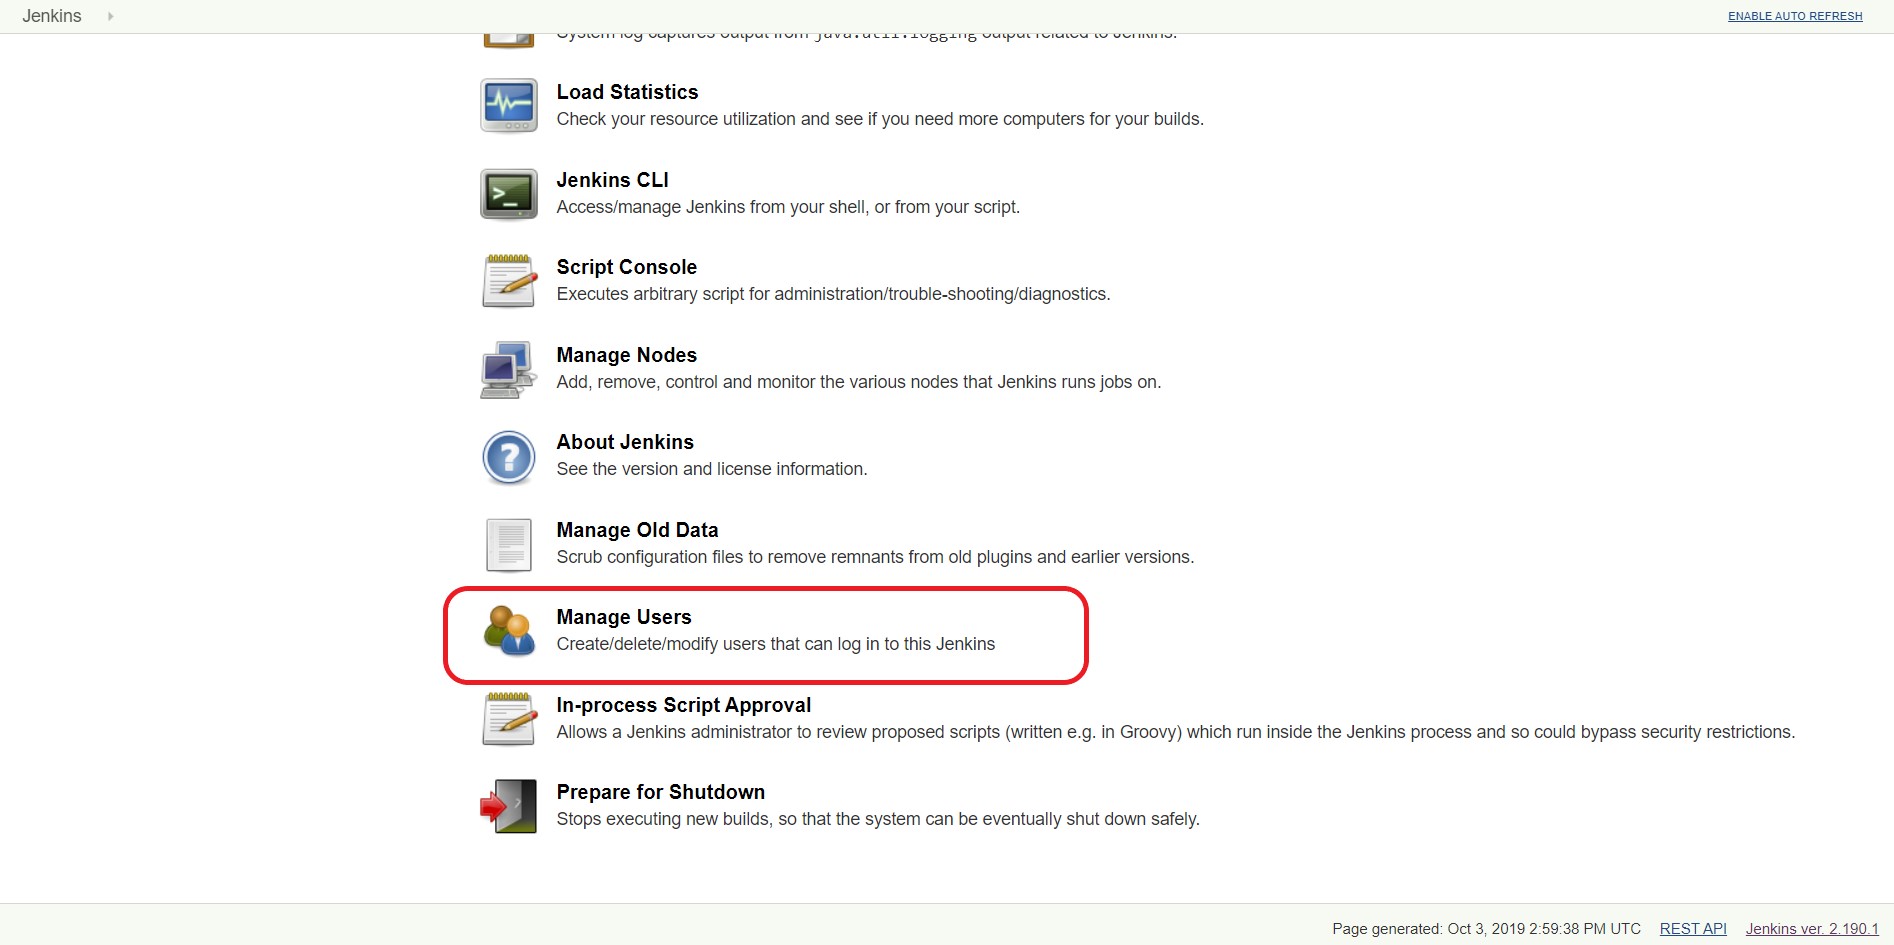 Jenkins
ENABLE AUTO REFRESH
System log captures output from java.util.logging output related to Jenkins.
Load Statistics
Check your resource utilization and see if you need more computers for your builds.
Jenkins CLI
Access/manage Jenkins from your shell, or from your script.
Script Console
Executes arbitrary script for administration/trouble-shooting/diagnostics.
Manage Nodes
Add, remove, control and monitor the various nodes that Jenkins runs jobs on.
About Jenkins
See the version and license information.
Manage Old Data
Scrub configuration files to remove remnants from old plugins and earlier versions.
Manage Users
Create/delete/modify users that can log in to this Jenkins
In-process Script Approval
Allows a Jenkins administrator to review proposed scripts (written e.g. in Groovy) which run inside the Jenkins process and so could bypass security restrictions.
Prepare for Shutdown
Stops executing new builds, so that the system can be eventually shut down safely.
Page generated: Oct 3, 2019 2:59:38 PM UTC REST API Jenkins ver. 2.190.1